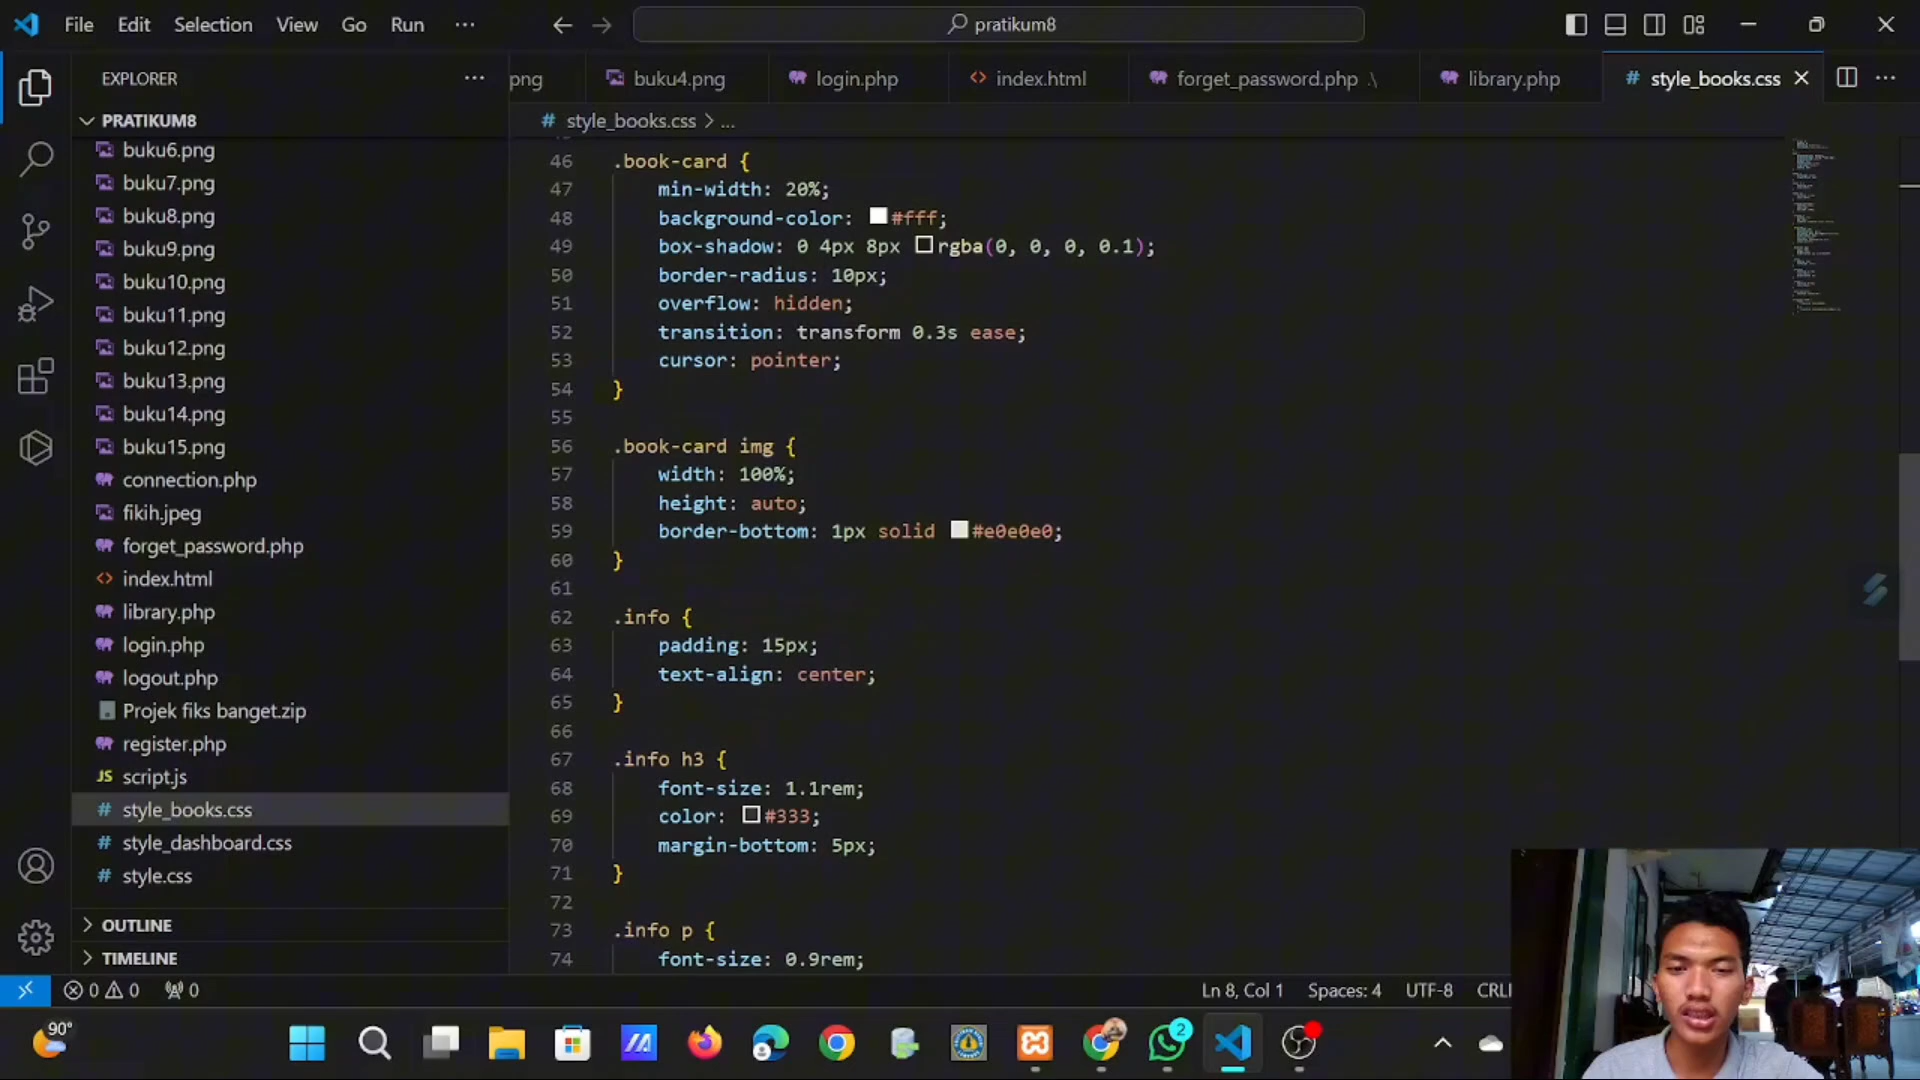 File Edit Selection View Go Run ···
pratikum8
EXPLORER ···
png buku4.png login.php index.html forget_password.php .\ library.php # style_books.css ···
PRATIKUM8
# style_books.css > ...
buku6.png
buku7.png
buku8.png
buku9.png
buku10.png
buku11.png
buku12.png
buku13.png
buku14.png
buku15.png
connection.php
fikih.jpeg
forget_password.php
index.html
library.php
login.php
logout.php
Projek fiks banget.zip
register.php
JS script.js
# style_books.css
# style_dashboard.css
# style.css
OUTLINE
TIMELINE
46 .book-card {
47 min-width: 20%;
48 background-color: #fff;
49 box-shadow: 0 4px 8px rgba(0, 0, 0, 0.1);
50 border-radius: 10px;
51 overflow: hidden;
52 transition: transform 0.3s ease;
53 cursor: pointer;
54 }
55
56 .book-card img {
57 width: 100%;
58 height: auto;
59 border-bottom: 1px solid #e0e0e0;
60 }
61
62 .info {
63 padding: 15px;
64 text-align: center;
65 }
66
67 .info h3 {
68 font-size: 1.1rem;
69 color: #333;
70 margin-bottom: 5px;
71 }
72
73 .info p {
74 font-size: 0.9rem;
0 0 0 Ln 8, Col 1 Spaces: 4 UTF-8 CRL
90°
2